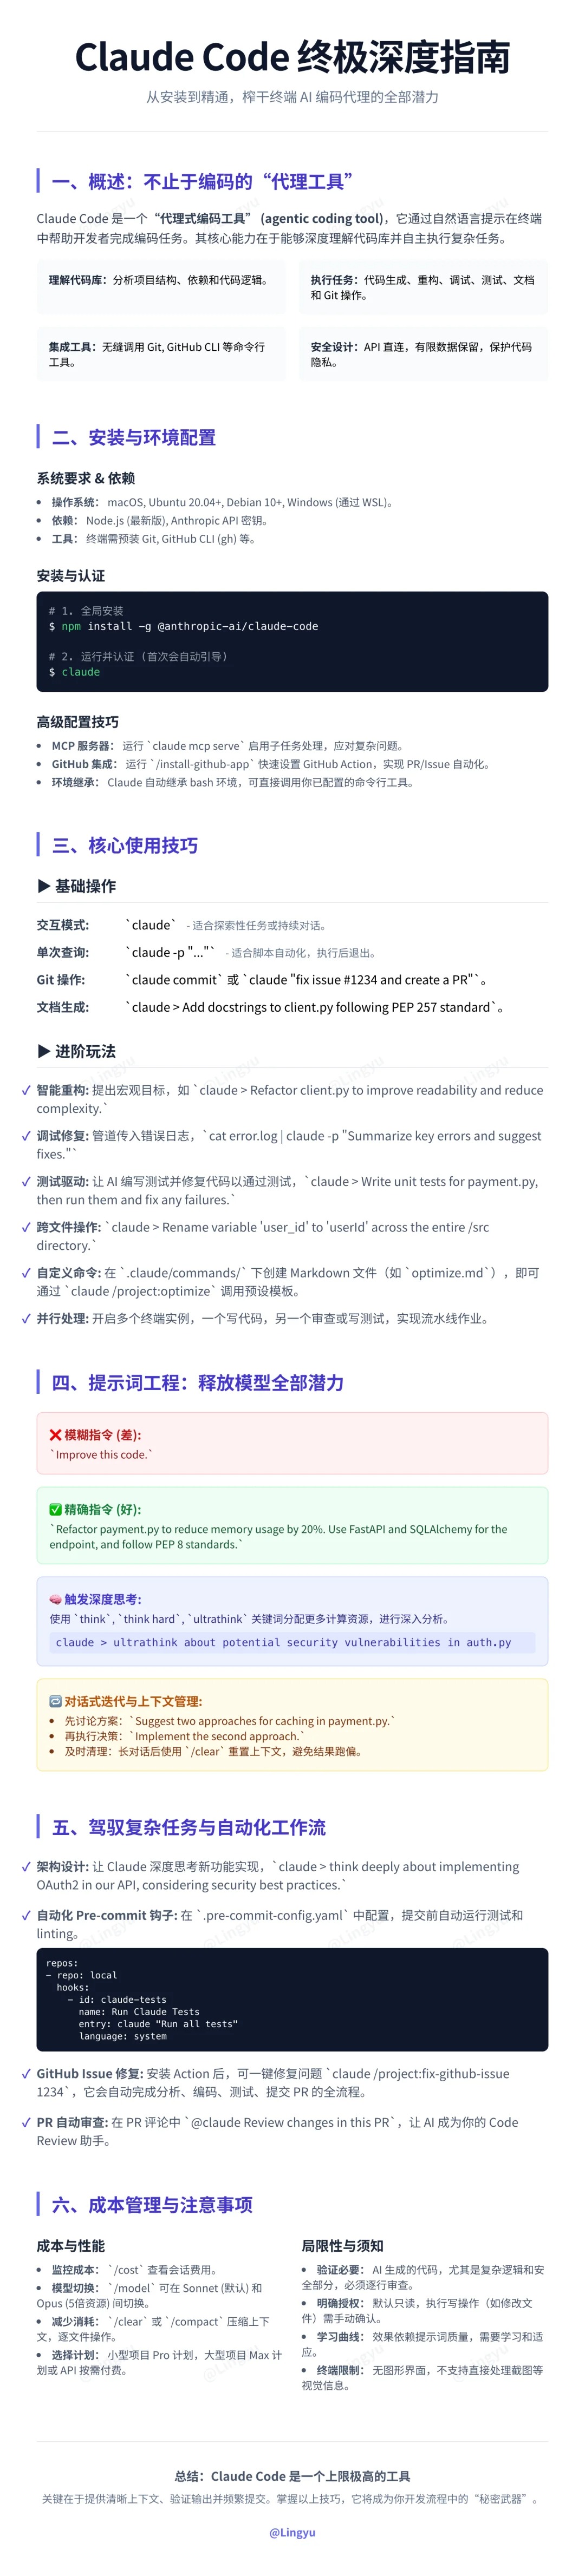 Claude Code 终极深度指南
从安装到精通，榨干终端 AI 编码代理的全部潜力
一、概述：不止于编码的“代理工具”
Claude Code 是一个“代理式编码工具” (agentic coding tool)，它通过自然语言提示在终端
中帮助开发者完成编码任务。其核心能力在于能够深度理解代码库并自主执行复杂任务。
理解代码库：分析项目结构、依赖和代码逻辑。
执行任务：代码生成、重构、调试、测试、文档
和 Git 操作。
集成工具：无缝调用 Git, GitHub CLI 等命令行
工具。
安全设计：API 直连，有限数据保留，保护代码
隐私。
二、安装与环境配置
系统要求 & 依赖
• 操作系统： macOS, Ubuntu 20.04+, Debian 10+, Windows (通过 WSL)。
• 依赖： Node.js (最新版), Anthropic API 密钥。
• 工具： 终端需预装 Git, GitHub CLI (gh) 等。
安装与认证
# 1. 全局安装
$ npm install -g @anthropic-ai/claude-code
# 2. 运行并认证 (首次会自动引导)
$ claude
高级配置技巧
• MCP 服务器： 运行 `claude mcp serve` 启用子任务处理，应对复杂问题。
• GitHub 集成： 运行 `/install-github-app` 快速设置 GitHub Action，实现 PR/Issue 自动化。
• 环境继承： Claude 自动继承 bash 环境，可直接调用你已配置的命令行工具。
三、核心使用技巧
▶ 基础操作
交互模式: `claude` - 适合探索性任务或持续对话。
单次查询: `claude -p "..."` - 适合脚本自动化，执行后退出。
Git 操作: `claude commit` 或 `claude "fix issue #1234 and create a PR"`。
文档生成: `claude > Add docstrings to client.py following PEP 257 standard`。
▶ 进阶玩法
✓ 智能重构: 提出宏观目标，如 `claude > Refactor client.py to improve readability and reduce
complexity.`
✓ 调试修复: 管道传入错误日志，`cat error.log | claude -p "Summarize key errors and suggest
fixes."`
✓ 测试驱动: 让 AI 编写测试并修复代码以通过测试，`claude > Write unit tests for payment.py,
then run them and fix any failures.`
✓ 跨文件操作: `claude > Rename variable 'user_id' to 'userId' across the entire /src
directory.`
✓ 自定义命令: 在 `.claude/commands/` 下创建 Markdown 文件（如 `optimize.md`），即可
通过 `claude /project:optimize` 调用预设模板。
✓ 并行处理: 开启多个终端实例，一个写代码，另一个审查或写测试，实现流水线作业。
四、提示词工程：释放模型全部潜力
❌ 模糊指令 (差):
`Improve this code.`
✅ 精确指令 (好):
`Refactor payment.py to reduce memory usage by 20%. Use FastAPI and SQLAlchemy for the
endpoint, and follow PEP 8 standards.`
🧠 触发深度思考:
使用 `think`, `think hard`, `ultrathink` 关键词分配更多计算资源，进行深入分析。
claude > ultrathink about potential security vulnerabilities in auth.py
🔁 对话式迭代与上下文管理:
• 先讨论方案：`Suggest two approaches for caching in payment.py.`
• 再执行决策：`Implement the second approach.`
• 及时清理：长对话后使用 `/clear` 重置上下文，避免结果跑偏。
五、驾驭复杂任务与自动化工作流
✓ 架构设计: 让 Claude 深度思考新功能实现，`claude > think deeply about implementing
OAuth2 in our API, considering security best practices.`
✓ 自动化 Pre-commit 钩子: 在 `.pre-commit-config.yaml` 中配置，提交前自动运行测试和
linting。
repos:
- repo: local
hooks:
- id: claude-tests
name: Run Claude Tests
entry: claude "Run all tests"
language: system
✓ GitHub Issue 修复: 安装 Action 后，可一键修复问题 `claude /project:fix-github-issue
1234`，它会自动完成分析、编码、测试、提交 PR 的全流程。
✓ PR 自动审查: 在 PR 评论中 `@claude Review changes in this PR`，让 AI 成为你的 Code
Review 助手。
六、成本管理与注意事项
成本与性能
• 监控成本： `/cost` 查看会话费用。
• 模型切换： `/model` 可在 Sonnet (默认) 和
Opus (5倍资源) 间切换。
• 减少消耗： `/clear` 或 `/compact` 压缩上下
文，逐文件操作。
• 选择计划： 小型项目 Pro 计划，大型项目 Max 计
划或 API 按需付费。
局限性与须知
• 验证必要： AI 生成的代码，尤其是复杂逻辑和安
全部分，必须逐行审查。
• 明确授权： 默认只读，执行写操作（如修改文
件）需手动确认。
• 学习曲线： 效果依赖提示词质量，需要学习和适
应。
• 终端限制： 无图形界面，不支持直接处理截图等
视觉信息。
总结：Claude Code 是一个上限极高的工具
关键在于提供清晰上下文、验证输出并频繁提交。掌握以上技巧，它将成为你开发流程中的“秘密武器”。
@Lingyu